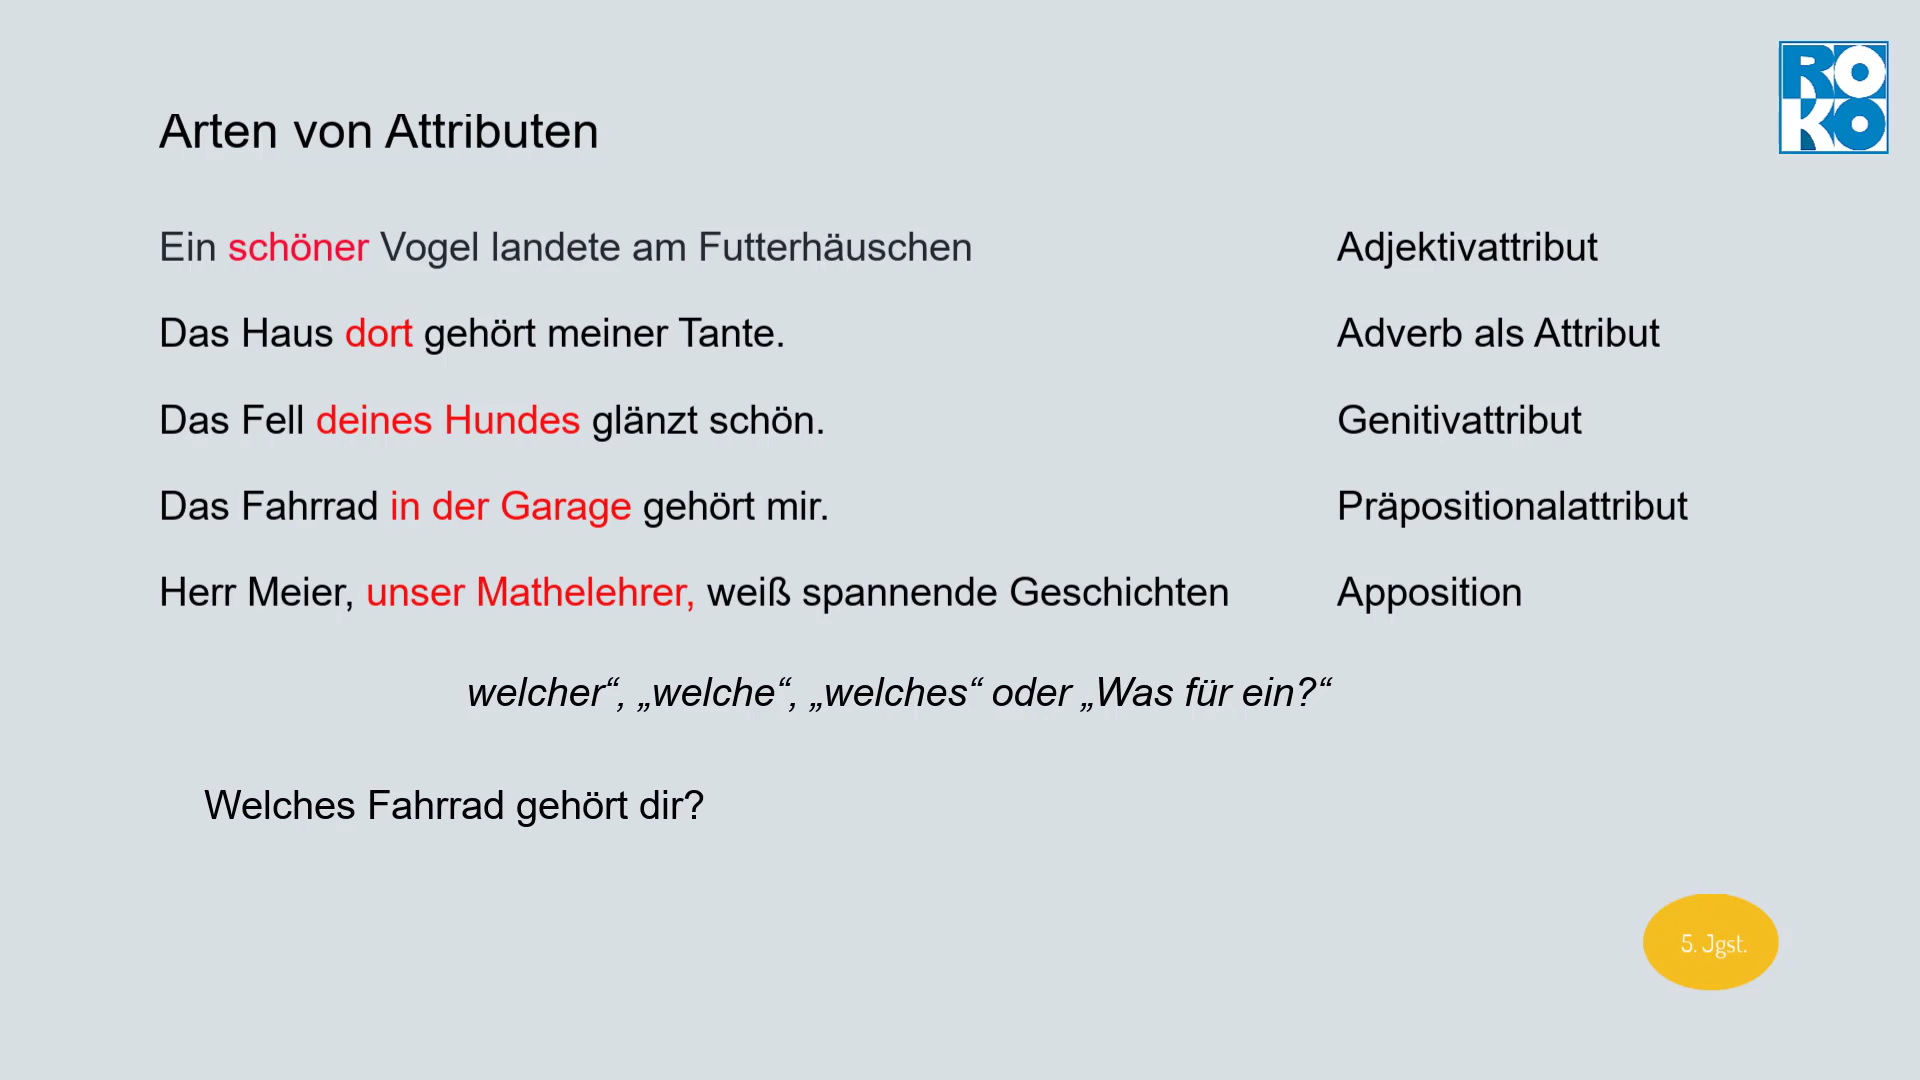 RO
KO
Arten von Attributen
Ein schöner Vogel landete am Futterhäuschen Adjektivattribut
Das Haus dort gehört meiner Tante. Adverb als Attribut
Das Fell deines Hundes glänzt schön. Genitivattribut
Das Fahrrad in der Garage gehört mir. Präpositionalattribut
Herr Meier, unser Mathelehrer, weiß spannende Geschichten Apposition
welcher“, „welche“, „welches“ oder „Was für ein?“
Welches Fahrrad gehört dir?
5. Jgst.